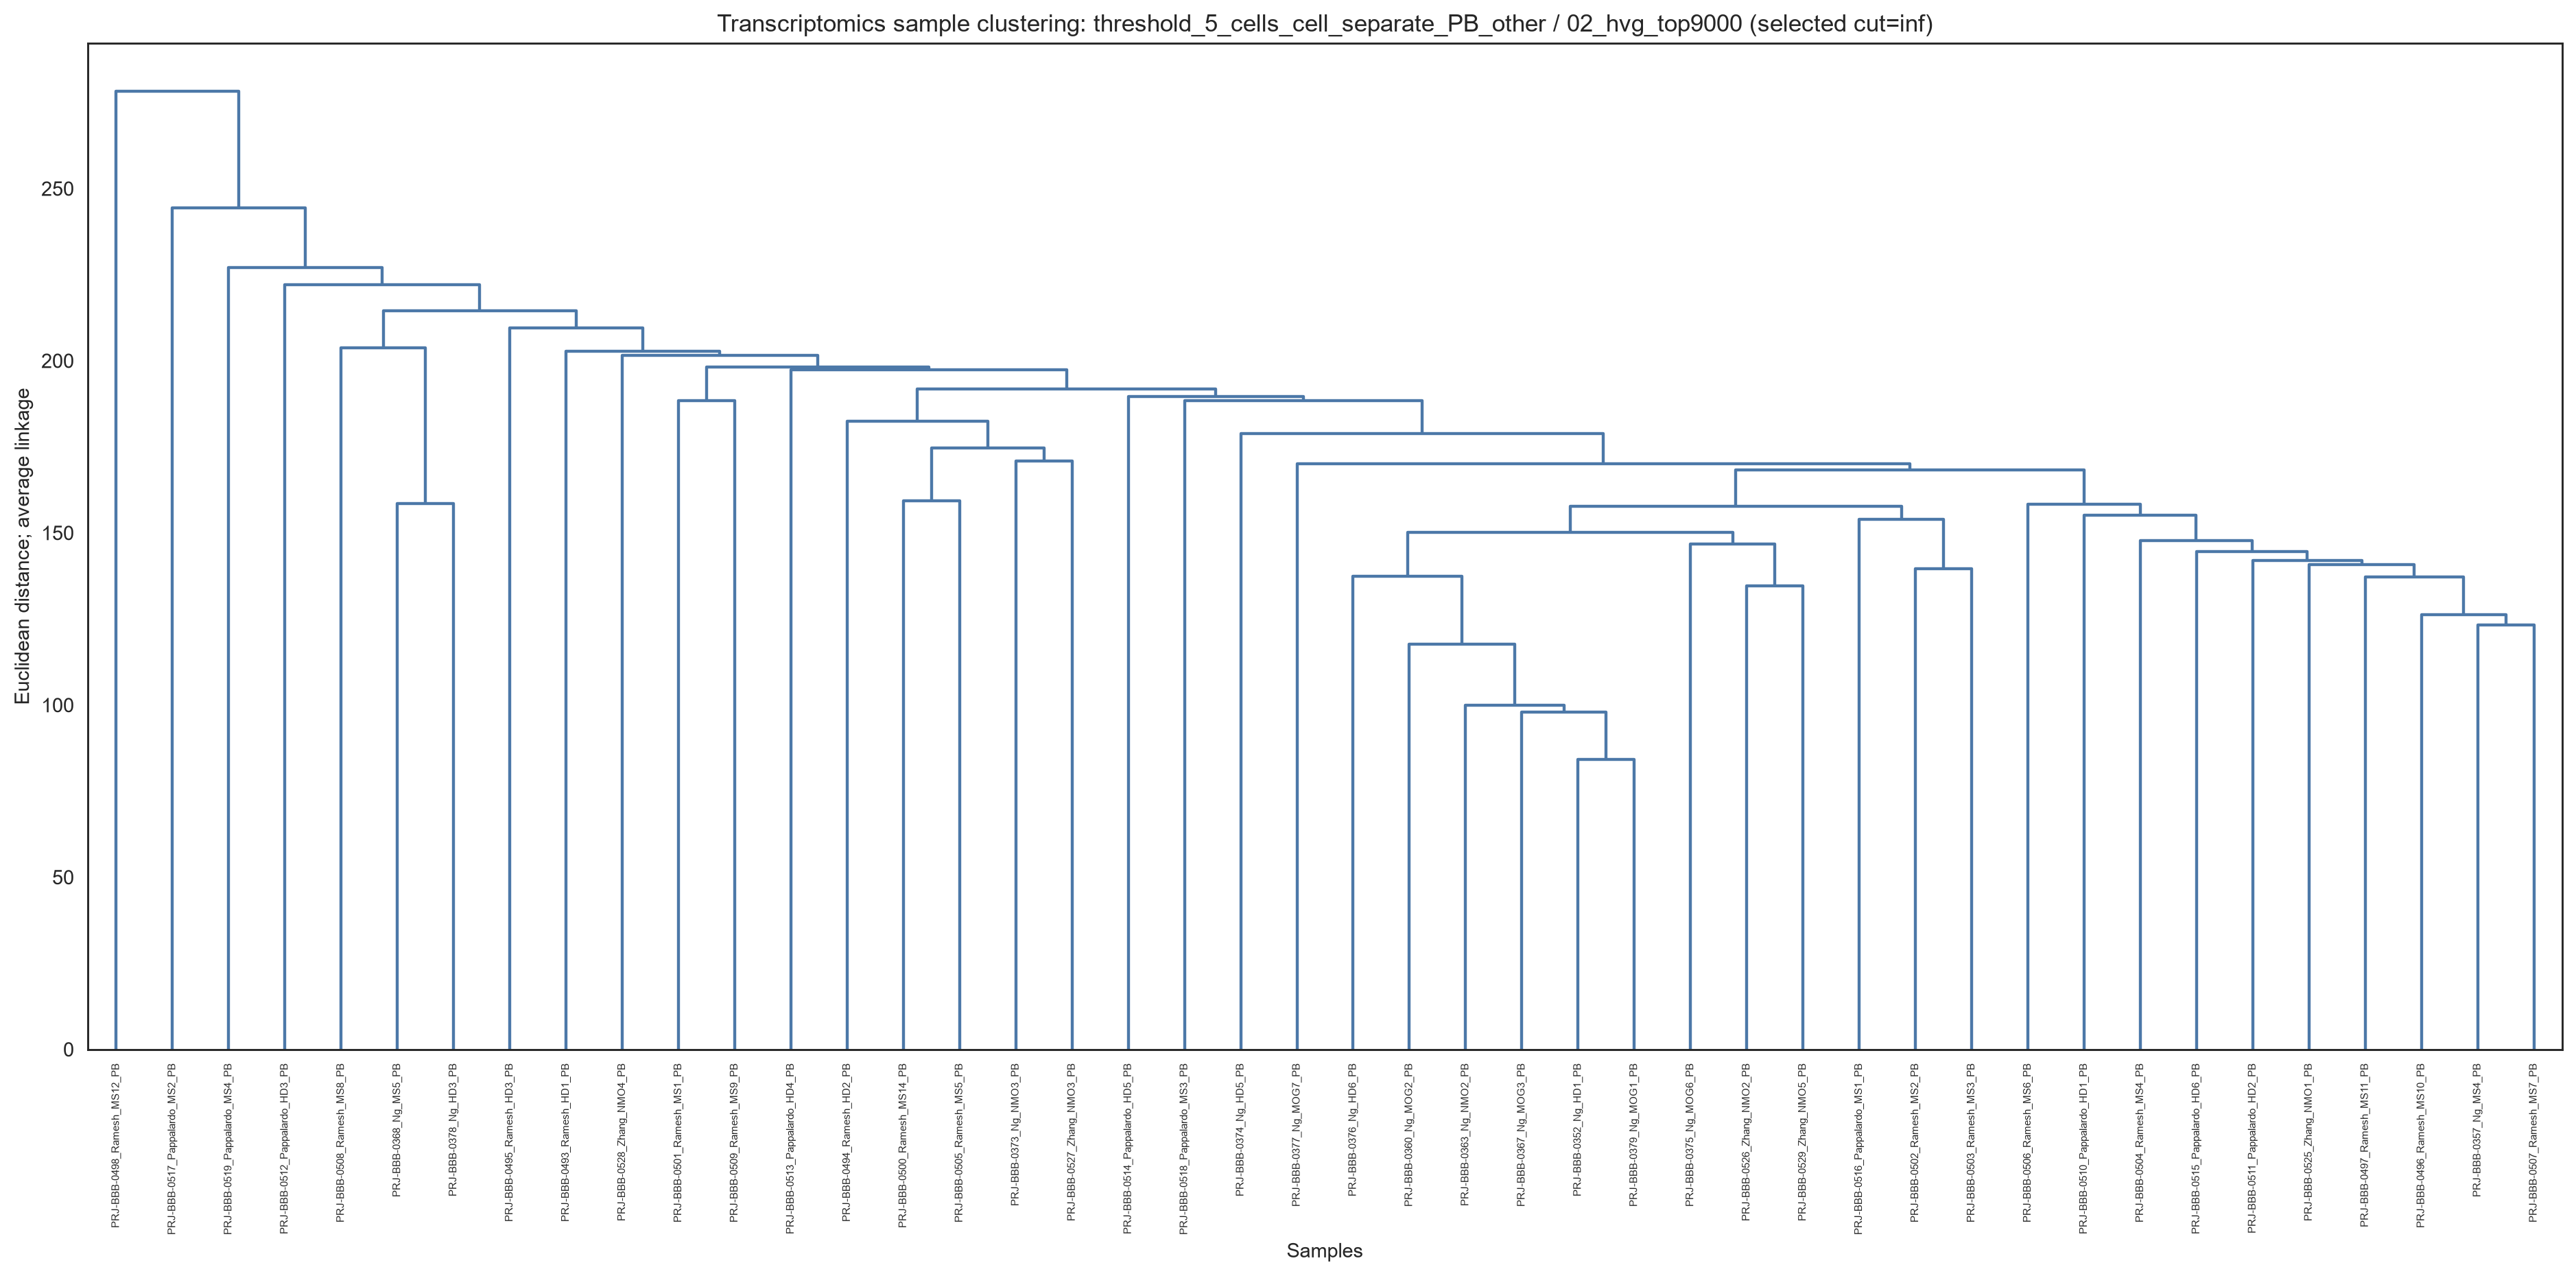 Transcriptomics sample clustering: threshold_5_cells_cell_separate_PB_other / 02_hvg_top9000 (selected cut=inf)
Euclidean distance; average linkage
250
200
150
100
50
0
PRJ-BBB-0498_Ramesh_MS12_PB
PRJ-BBB-0517_Pappalardo_MS2_PB
PRJ-BBB-0519_Pappalardo_MS4_PB
PRJ-BBB-0512_Pappalardo_HD3_PB
PRJ-BBB-0508_Ramesh_MS8_PB
PRJ-BBB-0368_Ng_MS5_PB
PRJ-BBB-0378_Ng_HD3_PB
PRJ-BBB-0495_Ramesh_HD3_PB
PRJ-BBB-0493_Ramesh_HD1_PB
PRJ-BBB-0528_Zhang_NMO4_PB
PRJ-BBB-0501_Ramesh_MS1_PB
PRJ-BBB-0509_Ramesh_MS9_PB
PRJ-BBB-0513_Pappalardo_HD4_PB
PRJ-BBB-0494_Ramesh_HD2_PB
PRJ-BBB-0500_Ramesh_MS14_PB
PRJ-BBB-0505_Ramesh_MS5_PB
PRJ-BBB-0373_Ng_NMO3_PB
PRJ-BBB-0527_Zhang_NMO3_PB
PRJ-BBB-0514_Pappalardo_HD5_PB
PRJ-BBB-0518_Pappalardo_MS3_PB
PRJ-BBB-0374_Ng_HD5_PB
PRJ-BBB-0377_Ng_MOG7_PB
PRJ-BBB-0376_Ng_HD6_PB
PRJ-BBB-0360_Ng_MOG2_PB
PRJ-BBB-0363_Ng_NMO2_PB
PRJ-BBB-0367_Ng_MOG3_PB
PRJ-BBB-0352_Ng_HD1_PB
PRJ-BBB-0379_Ng_MOG1_PB
PRJ-BBB-0375_Ng_MOG6_PB
PRJ-BBB-0526_Zhang_NMO2_PB
PRJ-BBB-0529_Zhang_NMO5_PB
PRJ-BBB-0516_Pappalardo_MS1_PB
PRJ-BBB-0502_Ramesh_MS2_PB
PRJ-BBB-0503_Ramesh_MS3_PB
PRJ-BBB-0506_Ramesh_MS6_PB
PRJ-BBB-0510_Pappalardo_HD1_PB
PRJ-BBB-0504_Ramesh_MS4_PB
PRJ-BBB-0515_Pappalardo_HD6_PB
PRJ-BBB-0511_Pappalardo_HD2_PB
PRJ-BBB-0525_Zhang_NMO1_PB
PRJ-BBB-0497_Ramesh_MS11_PB
PRJ-BBB-0496_Ramesh_MS10_PB
PRJ-BBB-0357_Ng_MS4_PB
PRJ-BBB-0507_Ramesh_MS7_PB
Samples